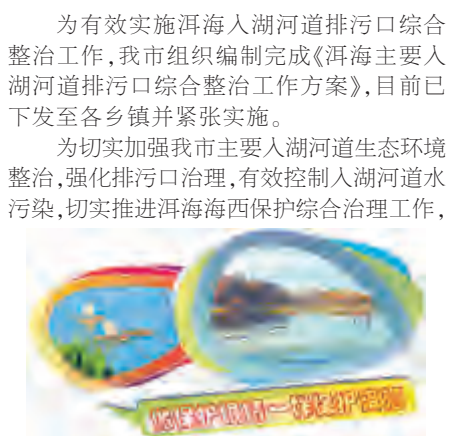 为有效实施洱海入湖河道排污口综合
整治工作，我市组织编制完成《洱海主要入
湖河道排污口综合整治工作方案》，目前已
下发至各乡镇并紧张实施。
为切实加强我市主要入湖河道生态环境
整治，强化排污口治理，有效控制入湖河道水
污染，切实推进洱海海西保护综合治理工作，